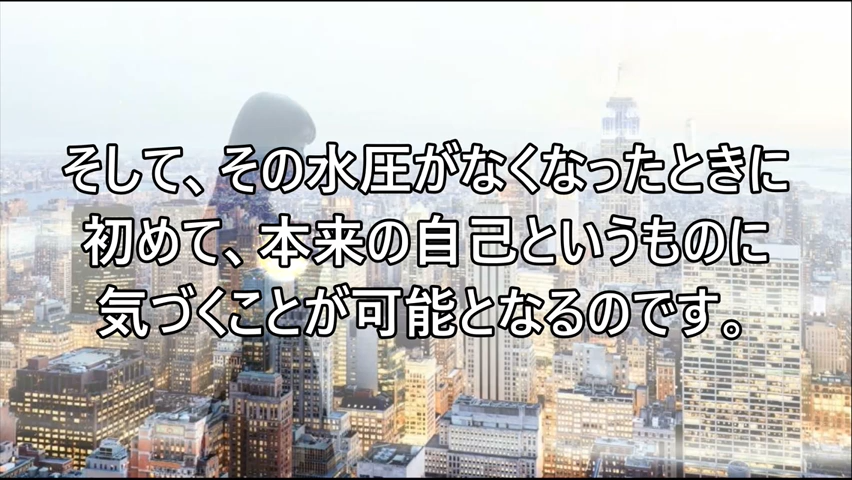 そして、その水圧がなくなったときに
初めて、本来の自己というものに
気づくことが可能となるのです。